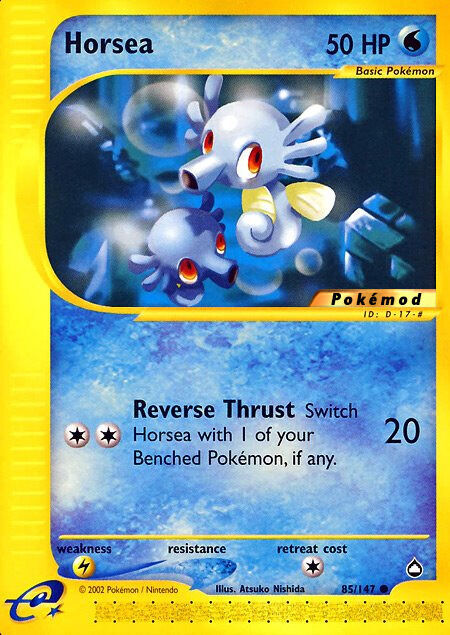 Horsea 50 HP
Basic Pokémon
Pokémod
ID: D-17-#
Reverse Thrust Switch
Horsea with 1 of your
Benched Pokémon, if any.
20
weakness resistance retreat cost
© 2002 Pokémon / Nintendo Illus. Atsuko Nishida 85/147
e